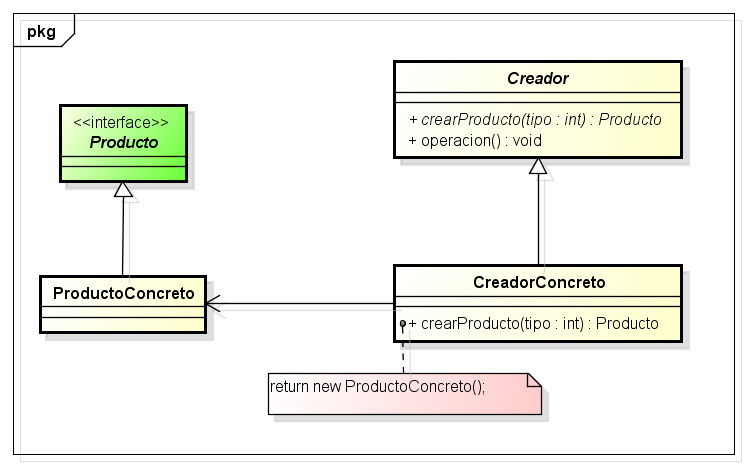 pkg
Creador
+ crearProducto(tipo : int) : Producto
+ operacion() : void
<<interface>>
Producto
ProductoConcreto
CreadorConcreto
+ crearProducto(tipo : int) : Producto
return new ProductoConcreto();